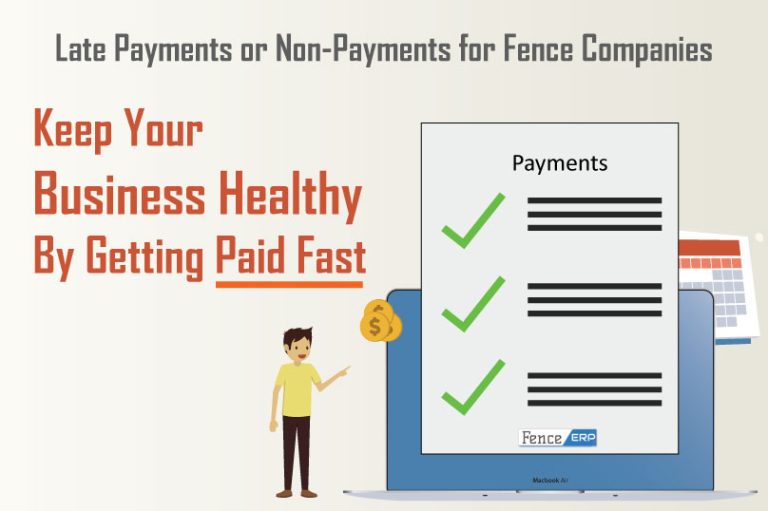 Late Payments or Non-Payments for Fence Companies
Keep Your
Business Healthy
By Getting Paid Fast
Payments
$
Fence ERP
Macbook Air